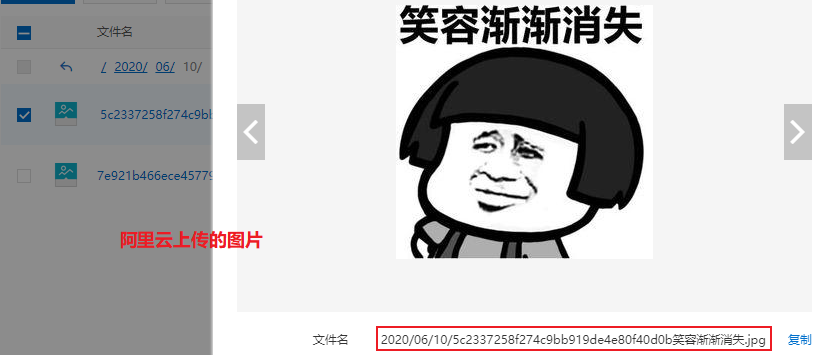 文件名
/ 2020/ 06/ 10/
5c2337258f274c9bb
7e921b466ece45779
阿里云上传的图片
笑容渐渐消失
文件名 2020/06/10/5c2337258f274c9bb919de4e80f40d0b笑容渐渐消失.jpg 复制